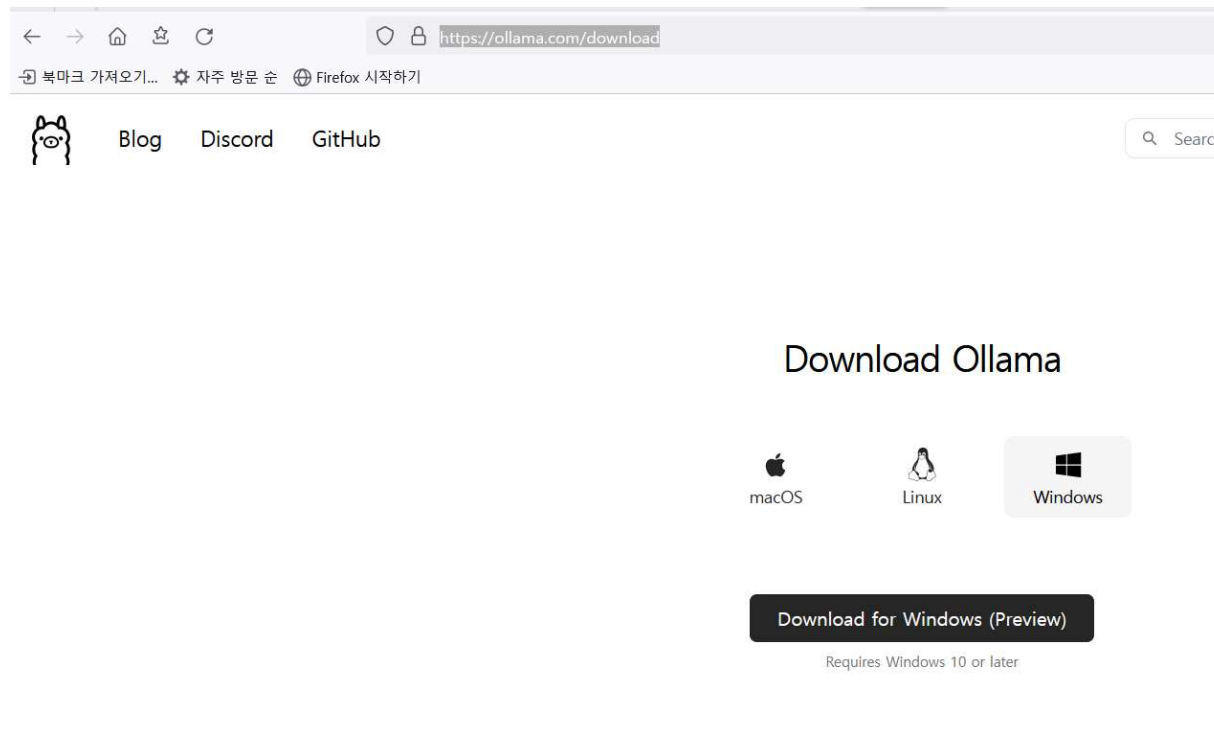 https://ollama.com/download
북마크 가져오기... 자주 방문 순 Firefox 시작하기
Blog Discord GitHub
Searc
Download Ollama
macOS Linux Windows
Download for Windows (Preview)
Requires Windows 10 or later